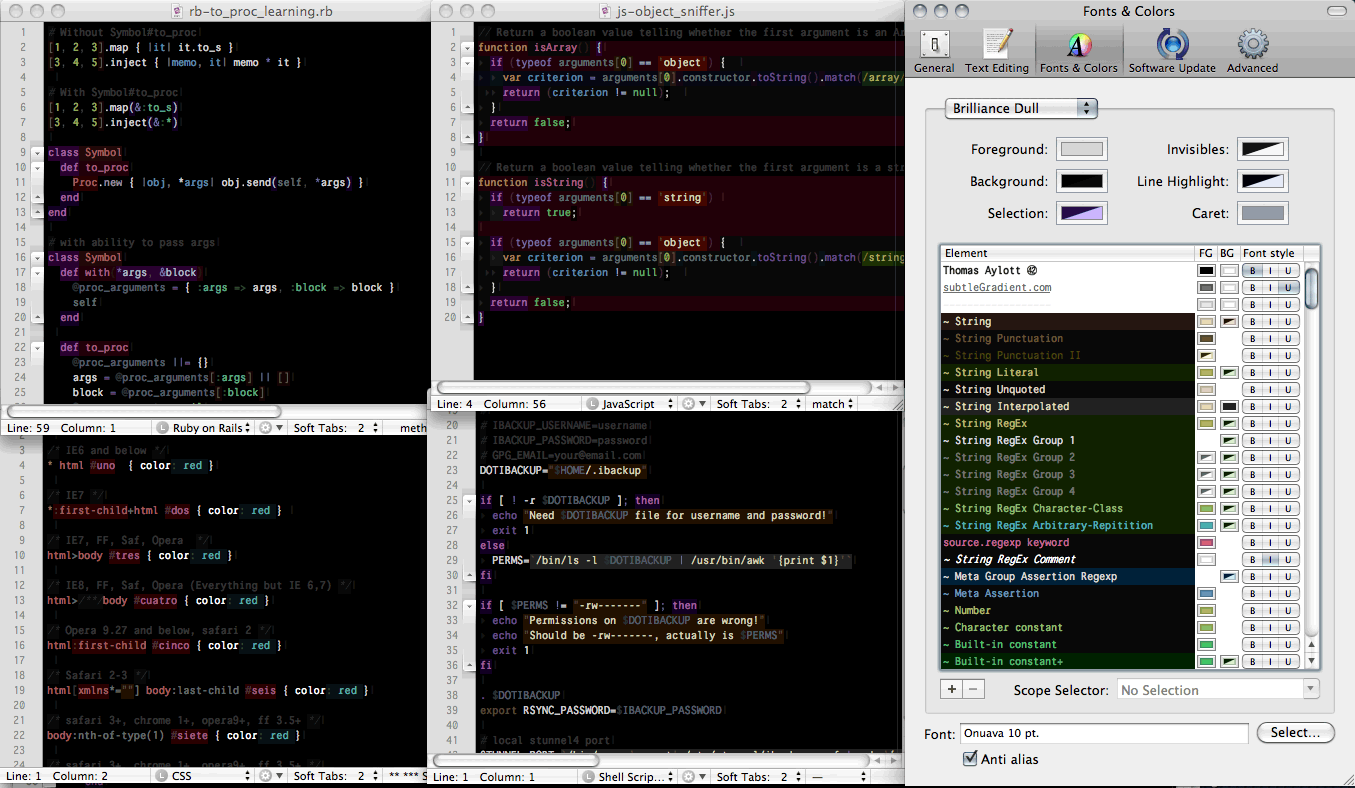 rb-to_proc_learning.rb
1 # Without Symbol#to_proc
2 [1, 2, 3].map { |it| it.to_s }
3 [3, 4, 5].inject { |memo, it| memo * it }
4
5 # With Symbol#to_proc
6 [1, 2, 3].map(&:to_s)
7 [3, 4, 5].inject(&:*)
8
9 class Symbol
10 def to_proc
11 Proc.new { |obj, *args| obj.send(self, *args) }
12 end
13 end
14
15 # with ability to pass args
16 class Symbol
17 def with *args, &block
18 @proc_arguments = { :args => args, :block => block }
19 self
20 end
21
22 def to_proc
23 @proc_arguments ||= {}
24 args = @proc_arguments[:args] || []
25 block = @proc_arguments[:block]
Line: 59 Column: 1 Ruby on Rails Soft Tabs: 2 meth
js-object_sniffer.js
1 // Return a boolean value telling whether the first argument is an Ar
2 function isArray() {
3 if (typeof arguments[0] == 'object') {
4 var criterion = arguments[0].constructor.toString().match(/array/
5 return (criterion != null);
6 }
7 return false;
8 }
9
10 // Return a boolean value telling whether the first argument is a str
11 function isString() {
12 if (typeof arguments[0] == 'string')
13 return true;
14
15 if (typeof arguments[0] == 'object') {
16 var criterion = arguments[0].constructor.toString().match(/string
17 return (criterion != null);
18 }
19 return false;
20 }
Line: 4 Column: 56 JavaScript Soft Tabs: 2 match
3 /* IE6 and below */
4 * html #uno { color: red }
5
6 /* IE7 */
7 *:first-child+html #dos { color: red }
8
9 /* IE7, FF, Saf, Opera */
10 html>body #tres { color: red }
11
12 /* IE8, FF, Saf, Opera (Everything but IE 6,7) */
13 html>/**/body #cuatro { color: red }
14
15 /* Opera 9.27 and below, safari 2 */
16 html:first-child #cinco { color: red }
17
18 /* Safari 2-3 */
19 html[xmlns*=""] body:last-child #seis { color: red }
20
21 /* safari 3+, chrome 1+, opera9+, ff 3.5+ */
22 body:nth-of-type(1) #siete { color: red }
23
24 /* safari 3+, chrome 1+, opera9+, ff 3.5+ */
Line: 1 Column: 2 CSS Soft Tabs: 2 ** *** S
20 # IBACKUP_USERNAME=username
21 # IBACKUP_PASSWORD=password
22 # GPG_EMAIL=your@email.com
23 DOTIBACKUP="$HOME/.ibackup"
24
25 if [ ! -r $DOTIBACKUP ]; then
26 echo "Need $DOTIBACKUP file for username and password!"
27 exit 1
28 else
29 PERMS=`/bin/ls -l $DOTIBACKUP | /usr/bin/awk '{print $1}'`
30 fi
31
32 if [ $PERMS != "-rw-------" ]; then
33 echo "Permissions on $DOTIBACKUP are wrong!"
34 echo "Should be -rw-------, actually is $PERMS"
35 exit 1
36 fi
37
38 . $DOTIBACKUP
39 export RSYNC_PASSWORD=$IBACKUP_PASSWORD
40
41 # local stunnel4 port
Line: 1 Column: 1 Shell Scrip... Soft Tabs: 2 —
Fonts & Colors
General Text Editing Fonts & Colors Software Update Advanced
Brilliance Dull
Foreground: Invisibles:
Background: Line Highlight:
Selection: Caret:
Element FG BG Font style
Thomas Aylott ㊷ B I U
subtleGradient.com B I U
B I U
~ String B I U
~ String Punctuation B I U
~ String Punctuation II B I U
~ String Literal B I U
~ String Unquoted B I U
~ String Interpolated B I U
~ String RegEx B I U
~ String RegEx Group 1 B I U
~ String RegEx Group 2 B I U
~ String RegEx Group 3 B I U
~ String RegEx Group 4 B I U
~ String RegEx Character-Class B I U
~ String RegEx Arbitrary-Repitition B I U
source.regexp keyword B I U
~ String RegEx Comment B I U
~ Meta Group Assertion Regexp B I U
~ Meta Assertion B I U
~ Number B I U
~ Character constant B I U
~ Built-in constant B I U
~ Built-in constant+ B I U
+ − Scope Selector: No Selection
Font: Onuava 10 pt. Select...
Anti alias